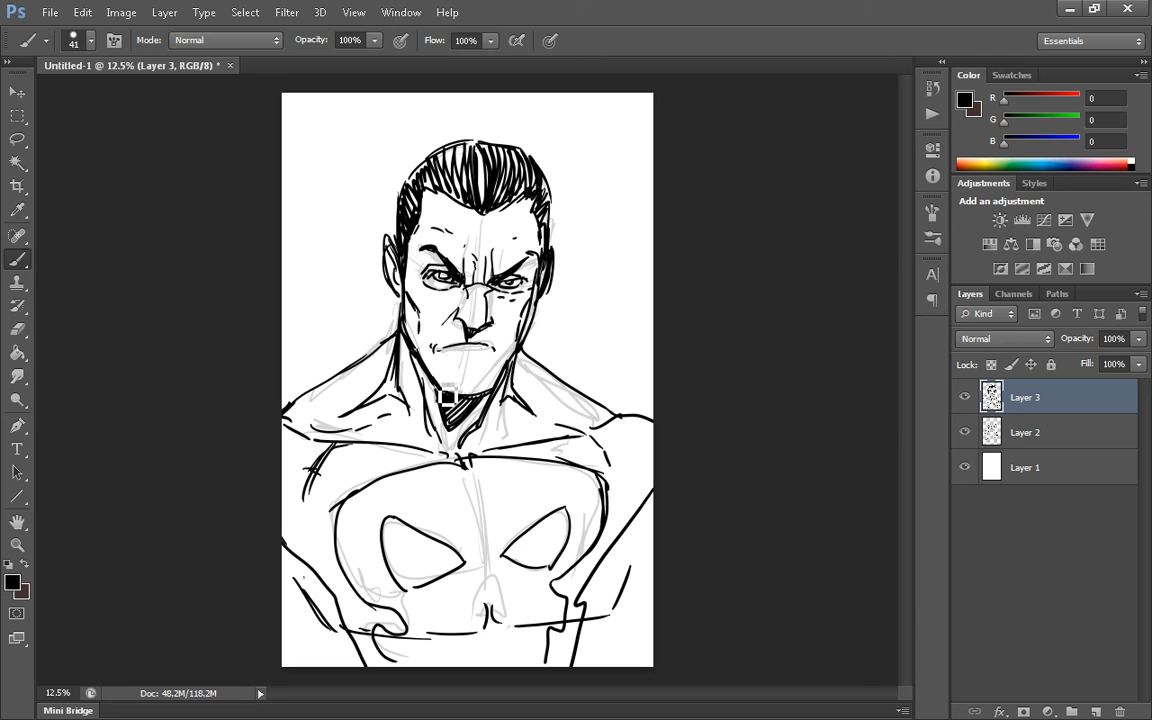 Ps File Edit Image Layer Type Select Filter 3D View Window Help
41 Mode: Normal Opacity: 100% Flow: 100% Essentials
Untitled-1 @ 12.5% (Layer 3, RGB/8) * ×
Color Swatches
R 0
G 0
B 0
Adjustments Styles
Add an adjustment
Layers Channels Paths
Kind
Normal Opacity: 100%
Lock: Fill: 100%
Layer 3
Layer 2
Layer 1
12.5% Doc: 48.2M/118.2M
Mini Bridge